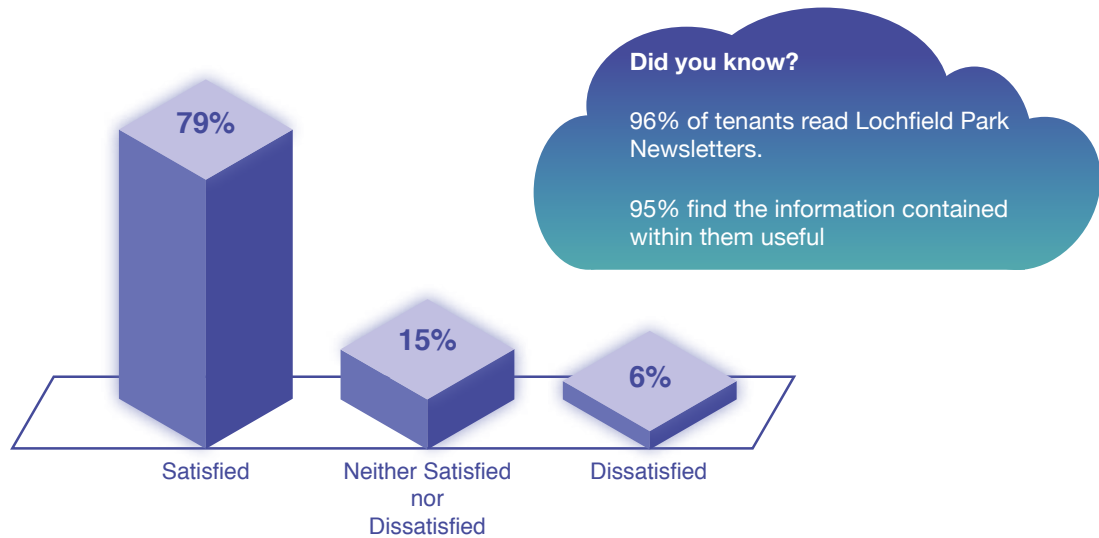 Did you know?
96% of tenants read Lochfield Park
Newsletters.
95% find the information contained
within them useful
79%
15%
6%
Satisfied
Neither Satisfied
nor
Dissatisfied
Dissatisfied